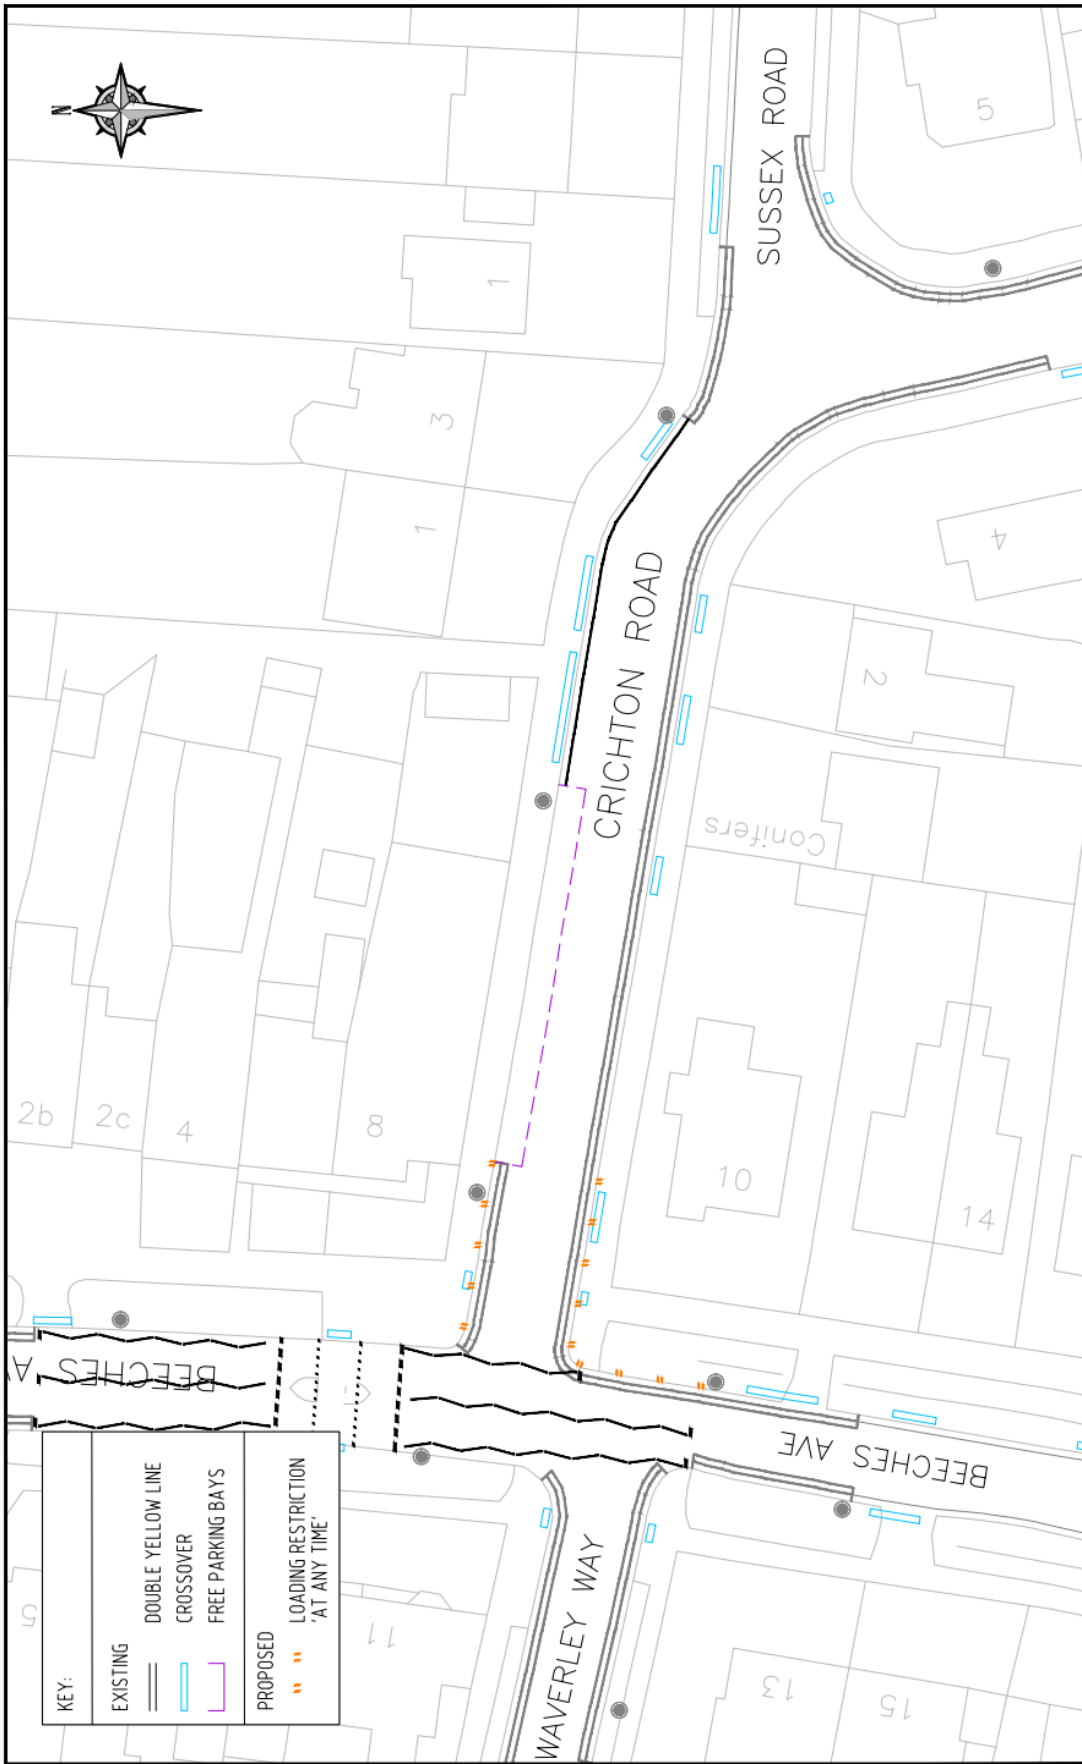 N
5
SUSSEX ROAD
1
3
1
4
CRICHTON ROAD
2
Conifers
2b
2c
4
8
10
14
BEECHES A
BEECHES AVE
WAVERLEY WAY
5
11
13
15
KEY:
EXISTING
DOUBLE YELLOW LINE
CROSSOVER
FREE PARKING BAYS
PROPOSED
LOADING RESTRICTION
'AT ANY TIME'